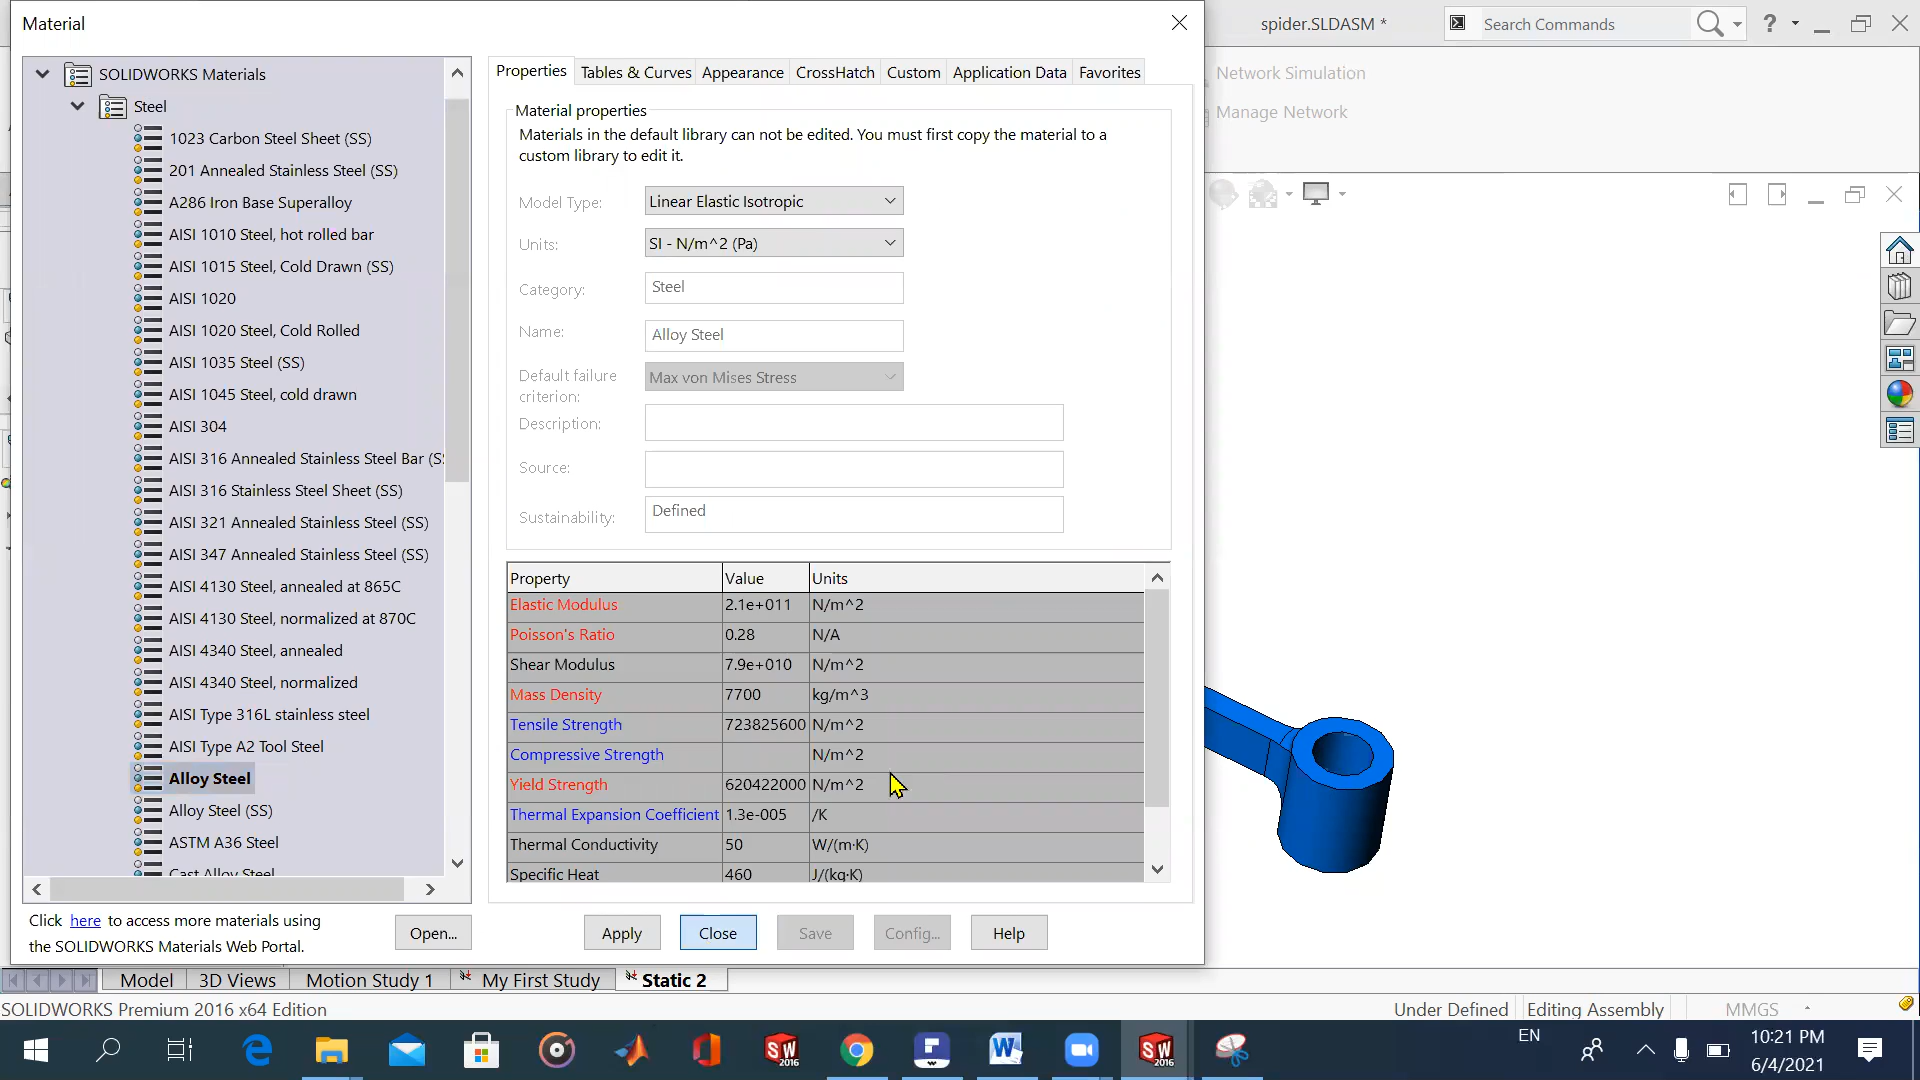 Material
spider.SLDASM *
Search Commands
?
Network Simulation
Manage Network
SOLIDWORKS Materials
Steel
1023 Carbon Steel Sheet (SS)
201 Annealed Stainless Steel (SS)
A286 Iron Base Superalloy
AISI 1010 Steel, hot rolled bar
AISI 1015 Steel, Cold Drawn (SS)
AISI 1020
AISI 1020 Steel, Cold Rolled
AISI 1035 Steel (SS)
AISI 1045 Steel, cold drawn
AISI 304
AISI 316 Annealed Stainless Steel Bar (S
AISI 316 Stainless Steel Sheet (SS)
AISI 321 Annealed Stainless Steel (SS)
AISI 347 Annealed Stainless Steel (SS)
AISI 4130 Steel, annealed at 865C
AISI 4130 Steel, normalized at 870C
AISI 4340 Steel, annealed
AISI 4340 Steel, normalized
AISI Type 316L stainless steel
AISI Type A2 Tool Steel
Alloy Steel
Alloy Steel (SS)
ASTM A36 Steel
Cast Alloy Steel
Click here to access more materials using
the SOLIDWORKS Materials Web Portal.
Open...
Properties Tables & Curves Appearance CrossHatch Custom Application Data Favorites
Material properties
Materials in the default library can not be edited. You must first copy the material to a
custom library to edit it.
Model Type: Linear Elastic Isotropic
Units: SI - N/m^2 (Pa)
Category: Steel
Name: Alloy Steel
Default failure
criterion: Max von Mises Stress
Description:
Source:
Sustainability: Defined
Property Value Units
Elastic Modulus 2.1e+011 N/m^2
Poisson's Ratio 0.28 N/A
Shear Modulus 7.9e+010 N/m^2
Mass Density 7700 kg/m^3
Tensile Strength 723825600 N/m^2
Compressive Strength N/m^2
Yield Strength 620422000 N/m^2
Thermal Expansion Coefficient 1.3e-005 /K
Thermal Conductivity 50 W/(m·K)
Specific Heat 460 J/(kg·K)
Apply Close Save Config... Help
Model 3D Views Motion Study 1 My First Study Static 2
SOLIDWORKS Premium 2016 x64 Edition
Under Defined Editing Assembly MMGS
SW 2016
SW 2016
EN
10:21 PM
6/4/2021